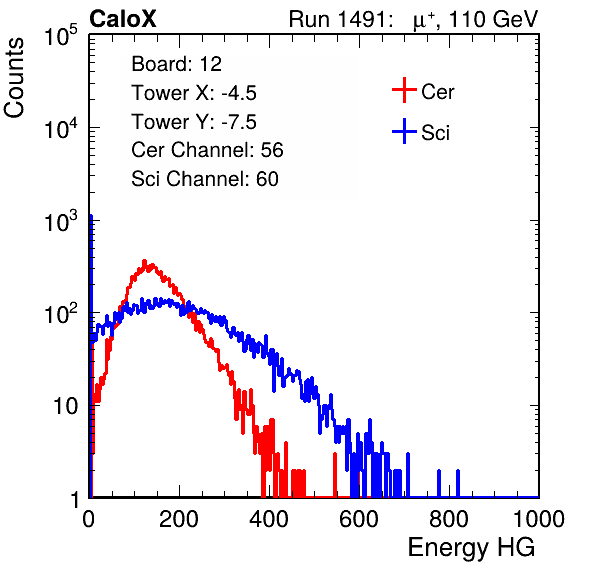 CaloX Run 1491: μ⁺, 110 GeV
Counts
Board: 12
Tower X: -4.5
Tower Y: -7.5
Cer Channel: 56
Sci Channel: 60
Cer
Sci
10⁵
10⁴
10³
10²
10
1
0 200 400 600 800 1000
Energy HG